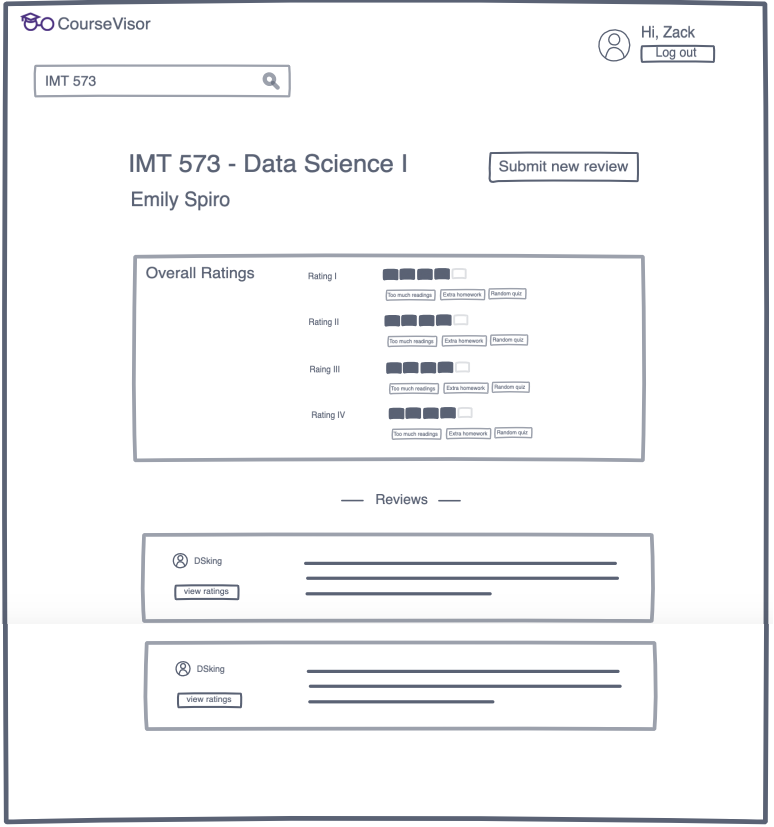 CourseVisor
Hi, Zack
Log out
IMT 573
IMT 573 - Data Science I
Submit new review
Emily Spiro
Overall Ratings
Rating I
Too much readings Extra homework Random quiz
Rating II
Too much readings Extra homework Random quiz
Raing III
Too much readings Extra homework Random quiz
Rating IV
Too much readings Extra homework Random quiz
Reviews
DSking
view ratings
DSking
view ratings